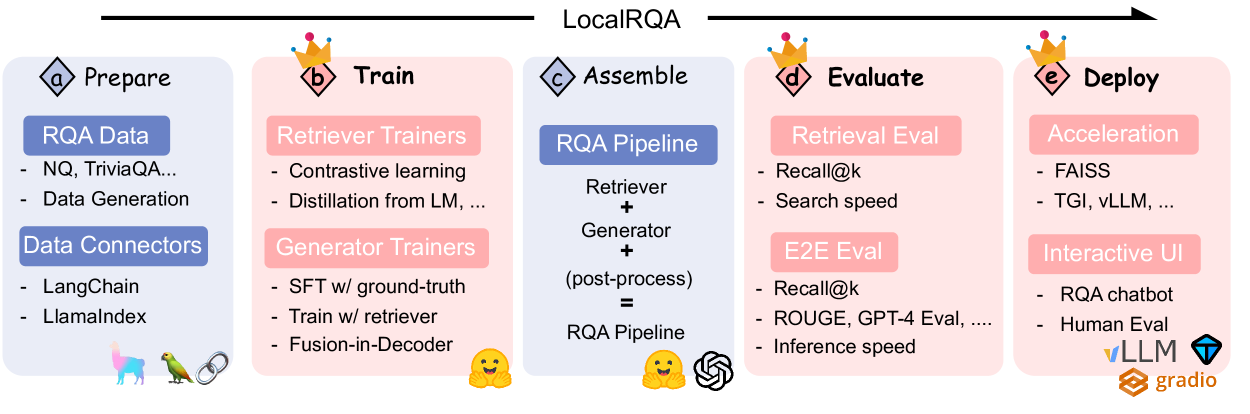 LocalRQA
a Prepare
RQA Data
- NQ, TriviaQA...
- Data Generation
Data Connectors
- LangChain
- LlamaIndex
b Train
Retriever Trainers
- Contrastive learning
- Distillation from LM, ...
Generator Trainers
- SFT w/ ground-truth
- Train w/ retriever
- Fusion-in-Decoder
c Assemble
RQA Pipeline
Retriever
+
Generator
+
(post-process)
=
RQA Pipeline
d Evaluate
Retrieval Eval
- Recall@k
- Search speed
E2E Eval
- Recall@k
- ROUGE, GPT-4 Eval, ....
- Inference speed
e Deploy
Acceleration
- FAISS
- TGI, vLLM, ...
Interactive UI
- RQA chatbot
- Human Eval
vLLM
gradio